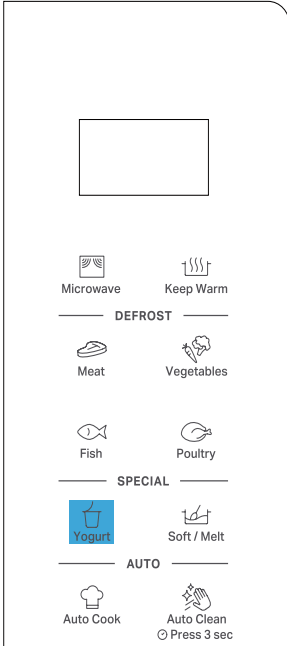 Microwave Keep Warm
DEFROST
Meat Vegetables
Fish Poultry
SPECIAL
Yogurt Soft / Melt
AUTO
Auto Cook Auto Clean
Press 3 sec